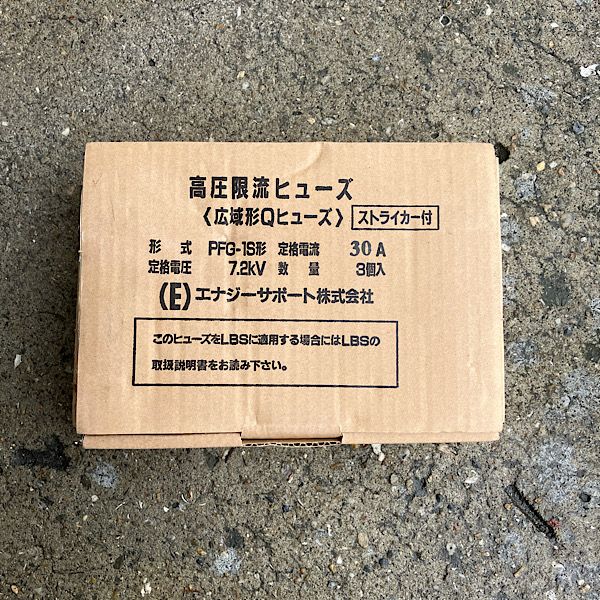 高圧限流ヒューズ
〈広域形Qヒューズ〉 ストライカー付
形式 PFG-1S形 定格電流 30A
定格電圧 7.2kV 数量 3個入
(E)エナジーサポート株式会社
このヒューズをLBSに適用する場合にはLBSの
取扱説明書をお読み下さい。